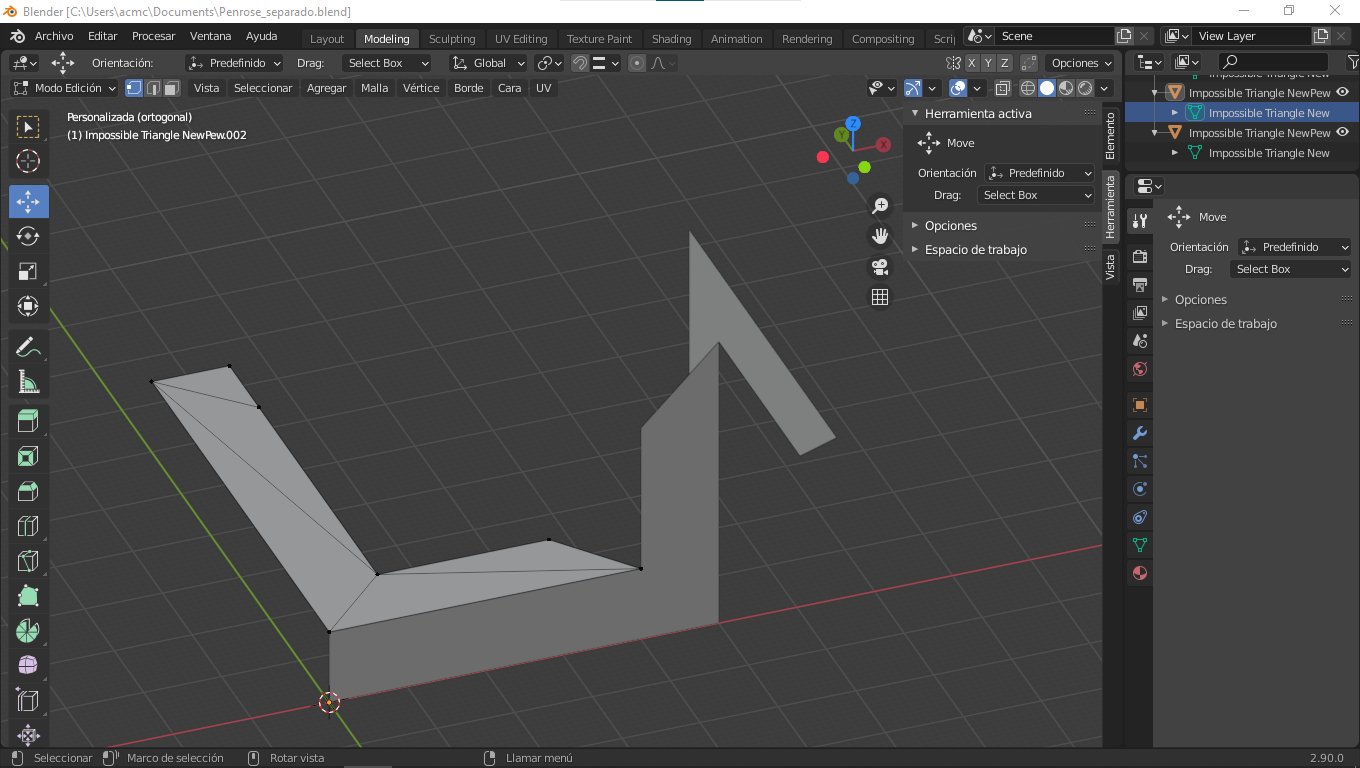 Blender [C:\Users\acmc\Documents\Penrose_separado.blend]
Archivo Editar Procesar Ventana Ayuda Layout Modeling Sculpting UV Editing Texture Paint Shading Animation Rendering Compositing Scri Scene View Layer
Orientación: Predefinido Drag: Select Box Global X Y Z Opciones
Modo Edición Vista Seleccionar Agregar Malla Vértice Borde Cara UV
Personalizada (ortogonal)
(1) Impossible Triangle NewPew.002
Z
Y
X
Herramienta activa
Move
Orientación Predefinido
Drag: Select Box
Opciones
Espacio de trabajo
Elemento
Herramienta
Vista
Impossible Triangle NewPew
Impossible Triangle New
Impossible Triangle NewPew
Impossible Triangle New
Move
Orientación Predefinido
Drag: Select Box
Opciones
Espacio de trabajo
Seleccionar Marco de selección Rotar vista Llamar menú 2.90.0